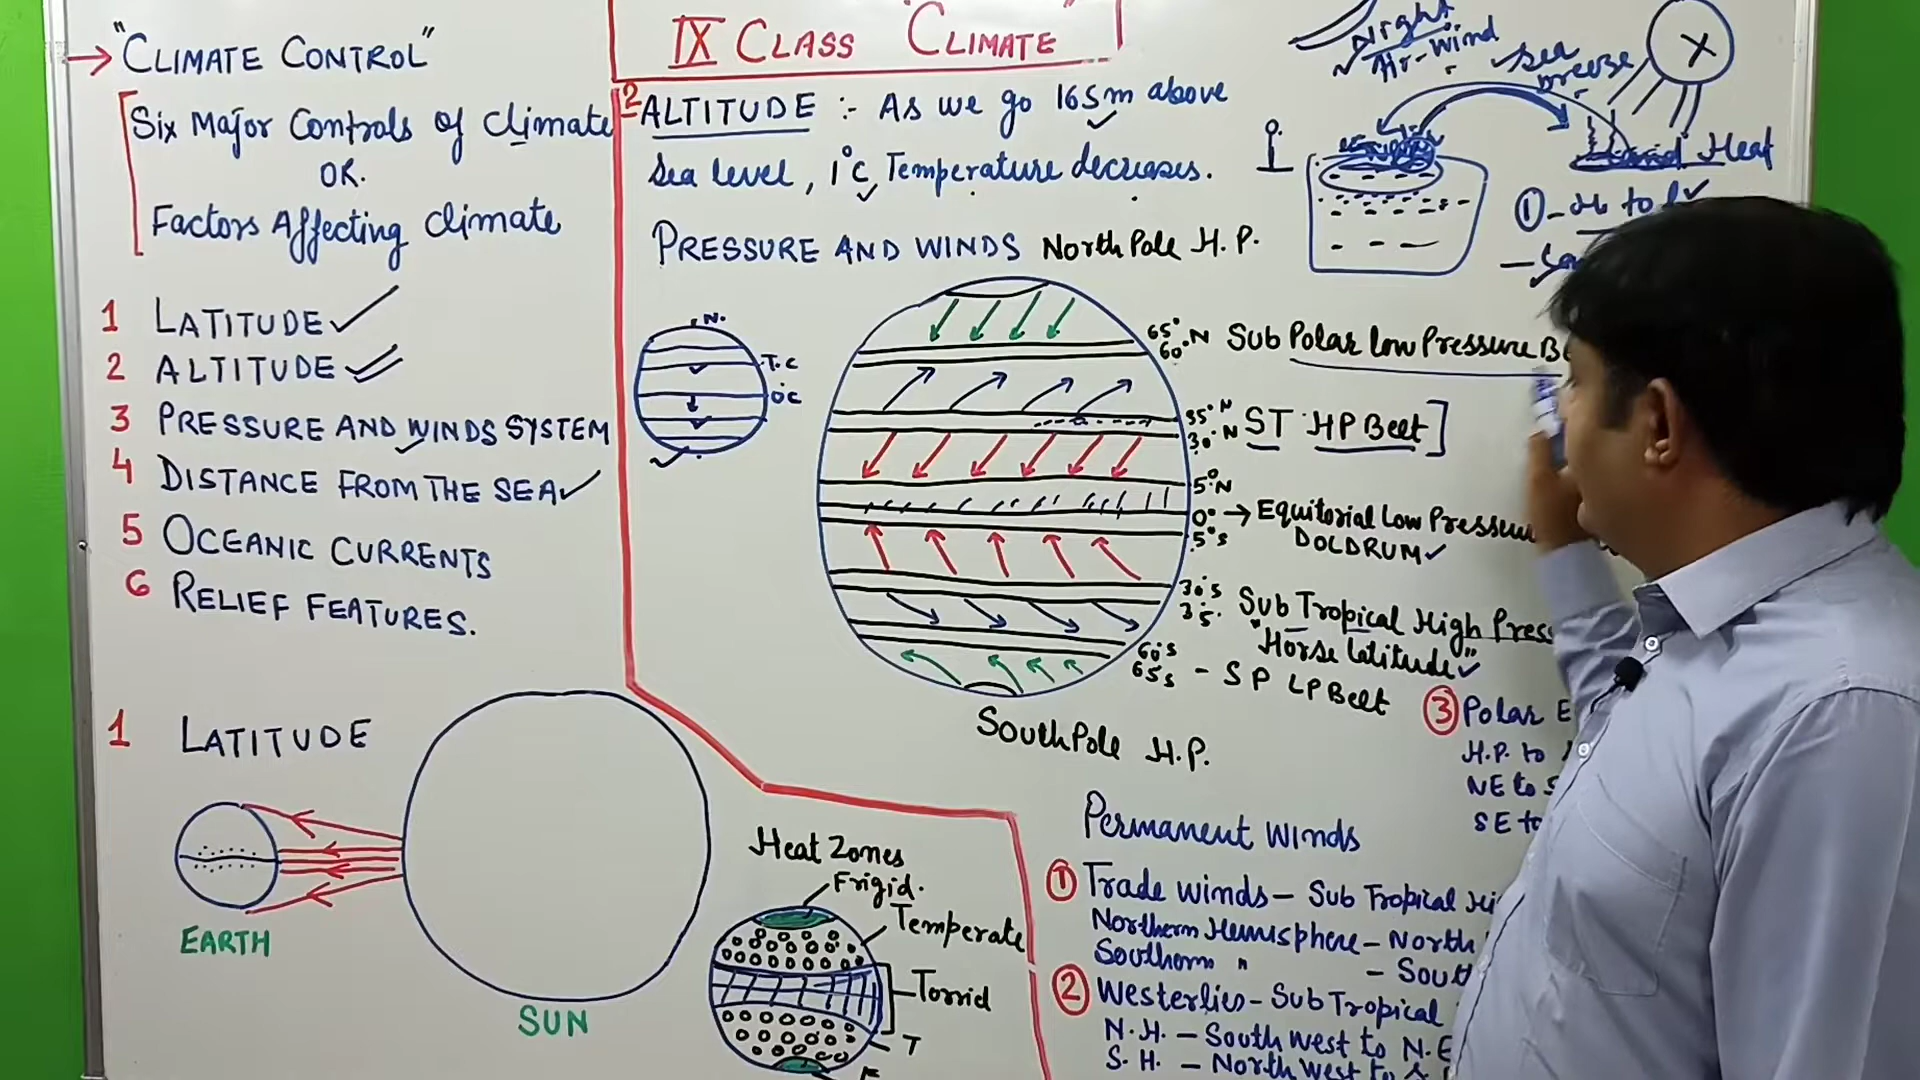 "CLIMATE CONTROL"
Six Major Controls of climate
OR.
Factors Affecting Climate
1 LATITUDE
2 ALTITUDE
3 PRESSURE AND WINDS SYSTEM
4 DISTANCE FROM THE SEA
5 OCEANIC CURRENTS
6 RELIEF FEATURES.
1 LATITUDE
EARTH
SUN
IX CLASS "CLIMATE"
2 ALTITUDE :- As we go 165m above
Sea level, 1°C Temperature decreases.
PRESSURE AND WINDS North Pole H.P.
N.
T.C
65°
60°.N Sub Polar Low Pressure
35° N
30° N ST HP Belt]
5°N
0° → Equitorial Low Pressure
5°s
DOLDRUM
30°s
35°. Sub Tropical High Press
"Horse latitude"
60°s
65s - SP LP Belt
South Pole H.P.
Night
Air-wind
Sea
breeze
X
Land Heat
① - H to L
③ Polar E
H.P. to
NE to S
SE to
Heat Zones
Frigid.
Temperate
Torrid
T
F
Permanent winds
① Trade winds - Sub Tropical Hi
Northern Hemisphere - North
Southern " - South
② Westerlies - Sub Tropical
N.H. - South west to N.E
S.H. - North west to S